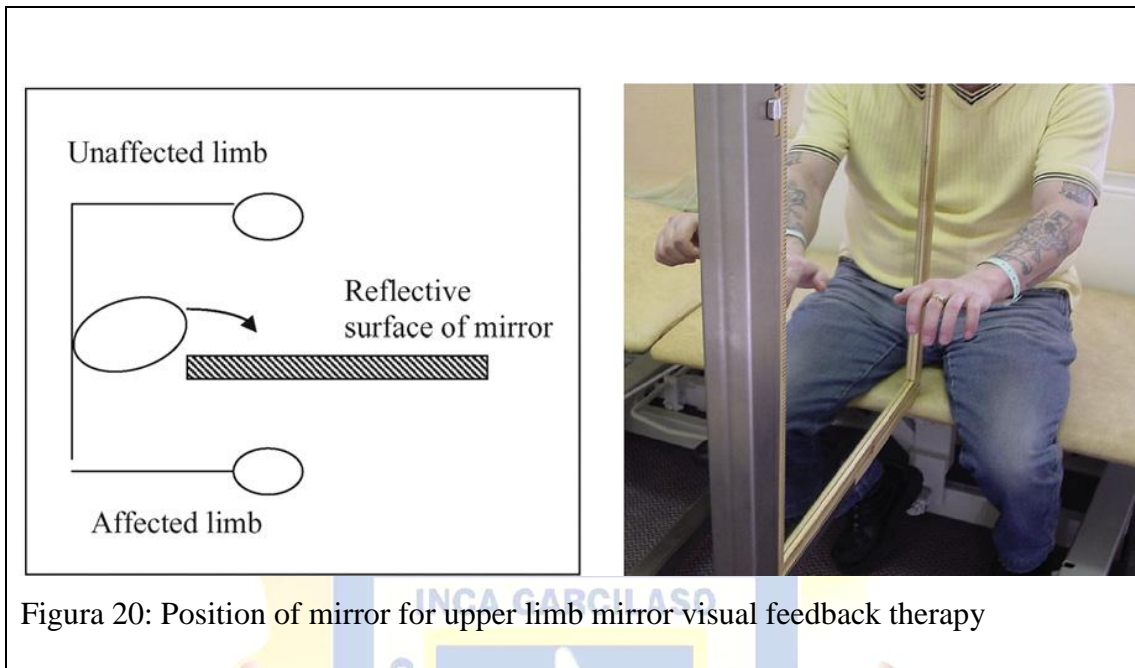 Unaffected limb
Reflective
surface of mirror
Affected limb
Figura 20: Position of mirror for upper limb mirror visual feedback therapy
INCA GARCILASO